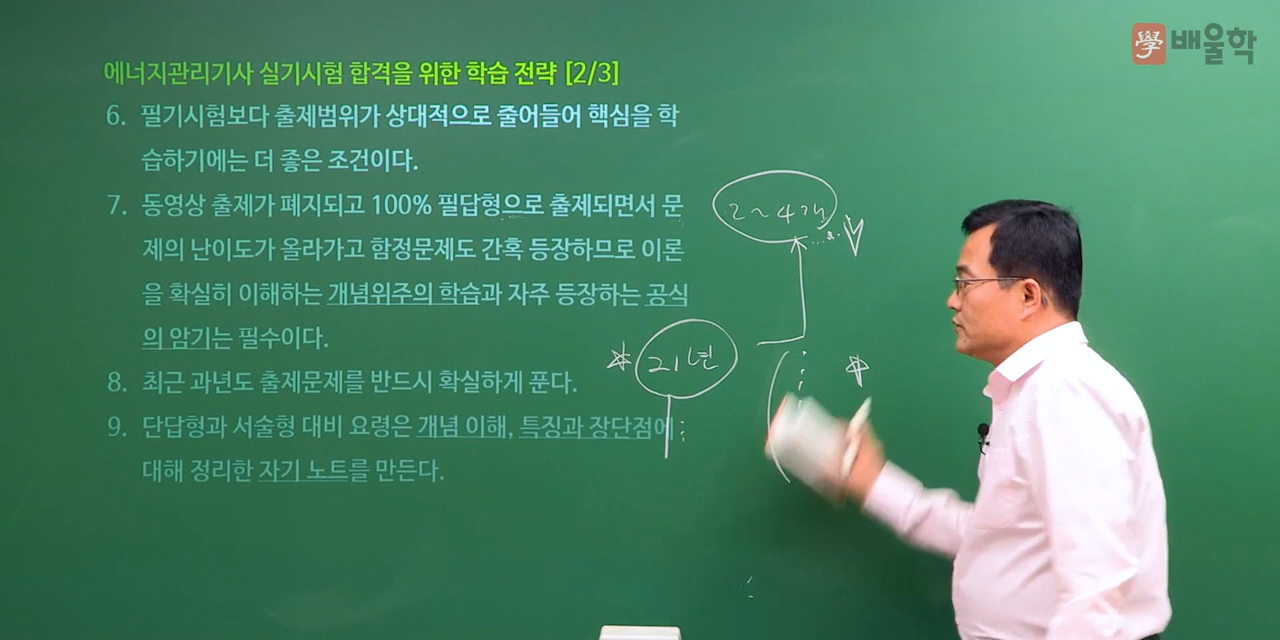 學 배울학
에너지관리기사 실기시험 합격을 위한 학습 전략 [2/3]
6. 필기시험보다 출제범위가 상대적으로 줄어들어 핵심을 학
습하기에는 더 좋은 조건이다.
7. 동영상 출제가 폐지되고 100% 필답형으로 출제되면서 문
제의 난이도가 올라가고 함정문제도 간혹 등장하므로 이론
을 확실히 이해하는 개념위주의 학습과 자주 등장하는 공식
의 암기는 필수이다.
8. 최근 과년도 출제문제를 반드시 확실하게 푼다.
9. 단답형과 서술형 대비 요령은 개념 이해, 특징과 장단점에
대해 정리한 자기 노트를 만든다.
2~4개
21년